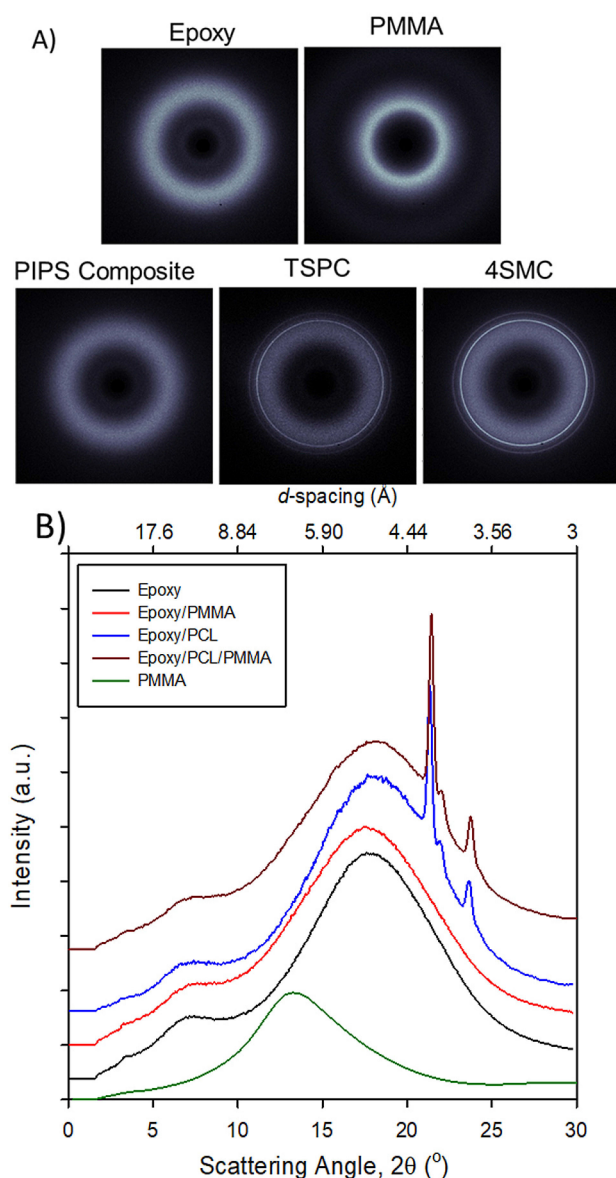 A)
Epoxy PMMA
PIPS Composite TSPC 4SMC
d-spacing (Å)
B)
17.6 8.84 5.90 4.44 3.56 3
Epoxy
Epoxy/PMMA
Epoxy/PCL
Epoxy/PCL/PMMA
PMMA
Intensity (a.u.)
0 5 10 15 20 25 30
Scattering Angle, 2θ (º)